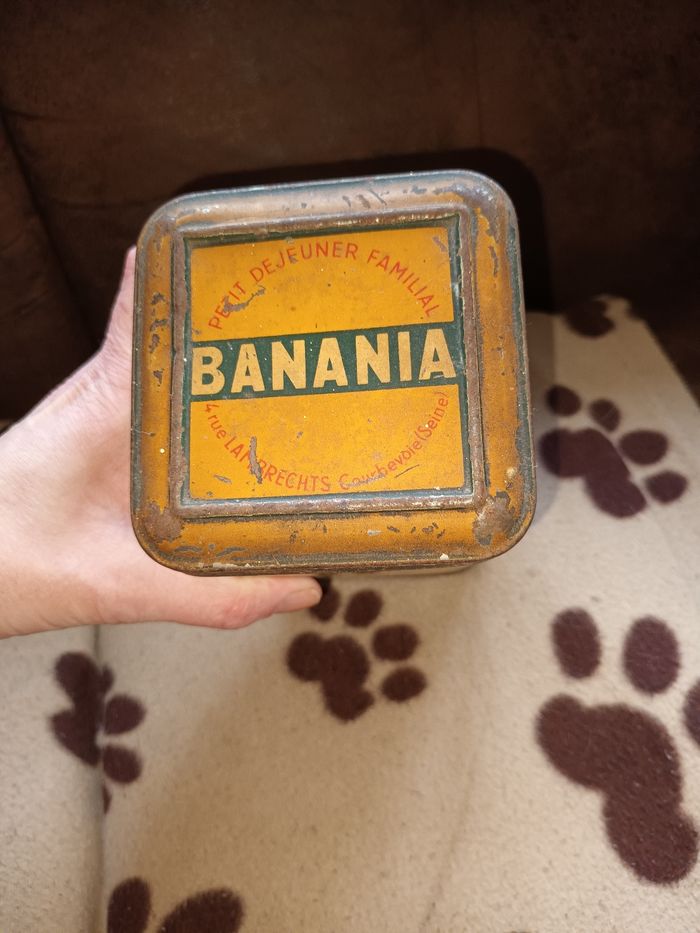 PETIT DEJEUNER FAMILIAL
BANANIA
4 rue LAMBRECHTS Courbevoie (Seine)